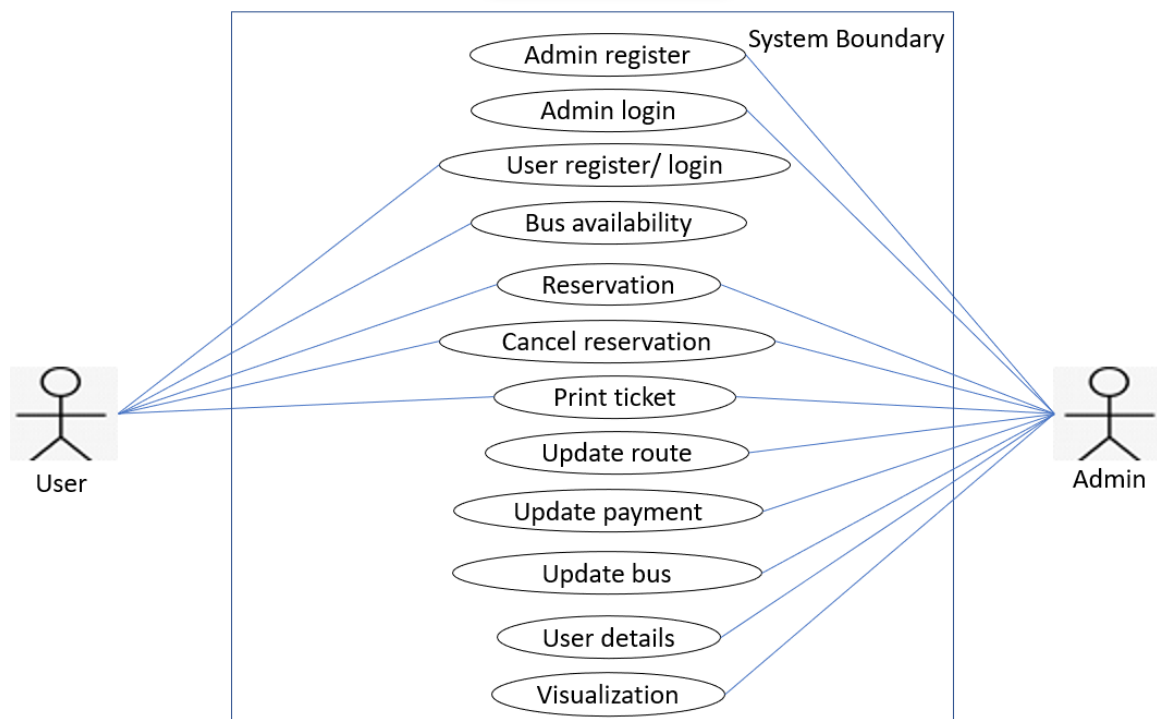 System Boundary
Admin register
Admin login
User register/ login
Bus availability
Reservation
Cancel reservation
Print ticket
Update route
Update payment
Update bus
User details
Visualization
User
Admin